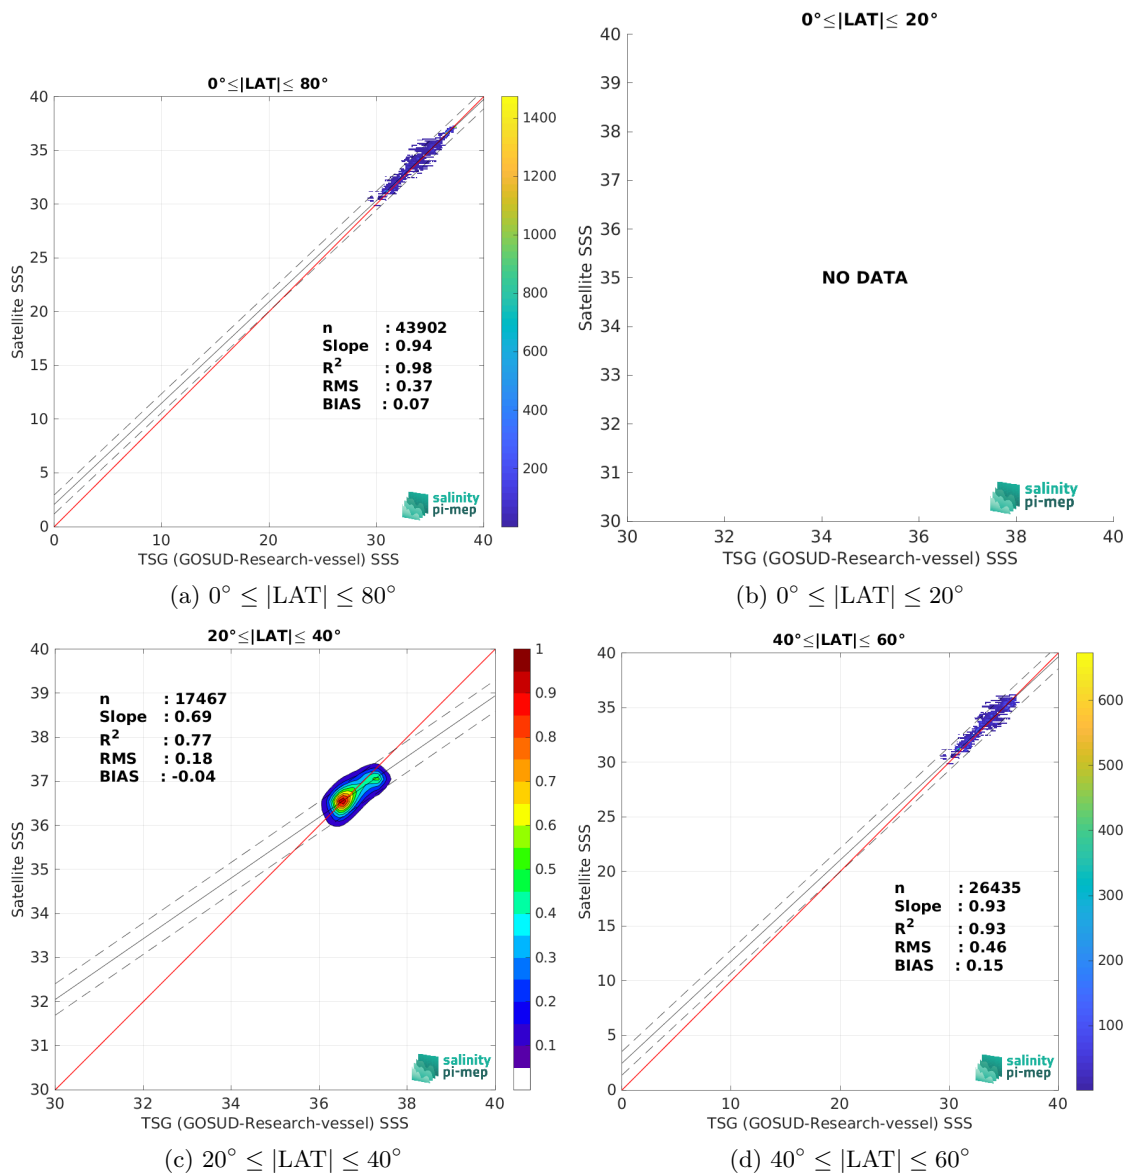 0°≤|LAT|≤ 80°
40
35
30
25
20
15
10
5
0
0
10
20
30
40
Satellite SSS
TSG (GOSUD-Research-vessel) SSS
n : 43902
Slope : 0.94
R2 : 0.98
RMS : 0.37
BIAS : 0.07
salinity
pi-mep
1400
1200
1000
800
600
400
200
(a) 0° ≤ |LAT| ≤ 80°
0°≤|LAT|≤ 20°
40
39
38
37
36
35
34
33
32
31
30
30
32
34
36
38
40
Satellite SSS
NO DATA
salinity
pi-mep
TSG (GOSUD-Research-vessel) SSS
(b) 0° ≤ |LAT| ≤ 20°
20°≤|LAT|≤ 40°
40
39
38
37
36
35
34
33
32
31
30
30
32
34
36
38
40
Satellite SSS
TSG (GOSUD-Research-vessel) SSS
n : 17467
Slope : 0.69
R2 : 0.77
RMS : 0.18
BIAS : -0.04
salinity
pi-mep
1
0.9
0.8
0.7
0.6
0.5
0.4
0.3
0.2
0.1
(c) 20° ≤ |LAT| ≤ 40°
40°≤|LAT|≤ 60°
40
35
30
25
20
15
10
5
0
0
10
20
30
40
Satellite SSS
TSG (GOSUD-Research-vessel) SSS
n : 26435
Slope : 0.93
R2 : 0.93
RMS : 0.46
BIAS : 0.15
salinity
pi-mep
600
500
400
300
200
100
(d) 40° ≤ |LAT| ≤ 60°